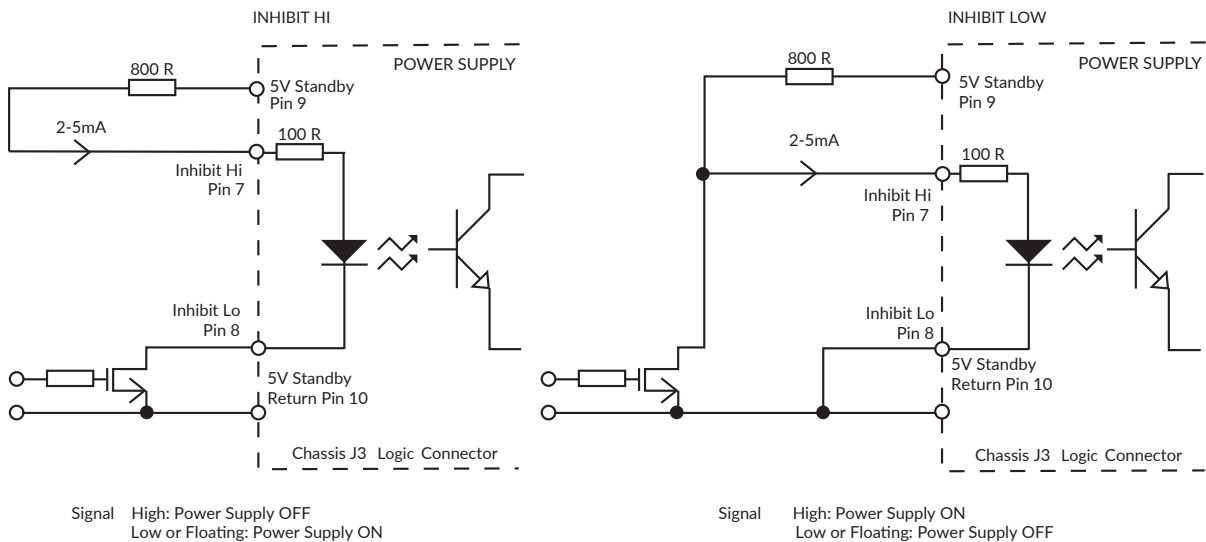 INHIBIT HI
POWER SUPPLY
800 R
5V Standby
Pin 9
2-5mA
100 R
Inhibit Hi
Pin 7
Inhibit Lo
Pin 8
5V Standby
Return Pin 10
Chassis J3 Logic Connector
Signal High: Power Supply OFF
Low or Floating: Power Supply ON
INHIBIT LOW
POWER SUPPLY
800 R
5V Standby
Pin 9
2-5mA
100 R
Inhibit Hi
Pin 7
Inhibit Lo
Pin 8
5V Standby
Return Pin 10
Chassis J3 Logic Connector
Signal High: Power Supply ON
Low or Floating: Power Supply OFF